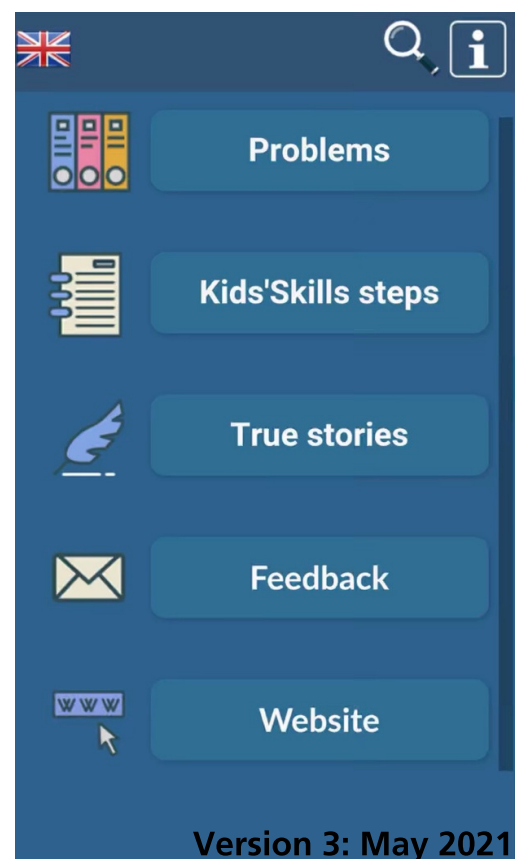 Problems
Kids'Skills steps
True stories
Feedback
WWW
Website
Version 3: May 2021